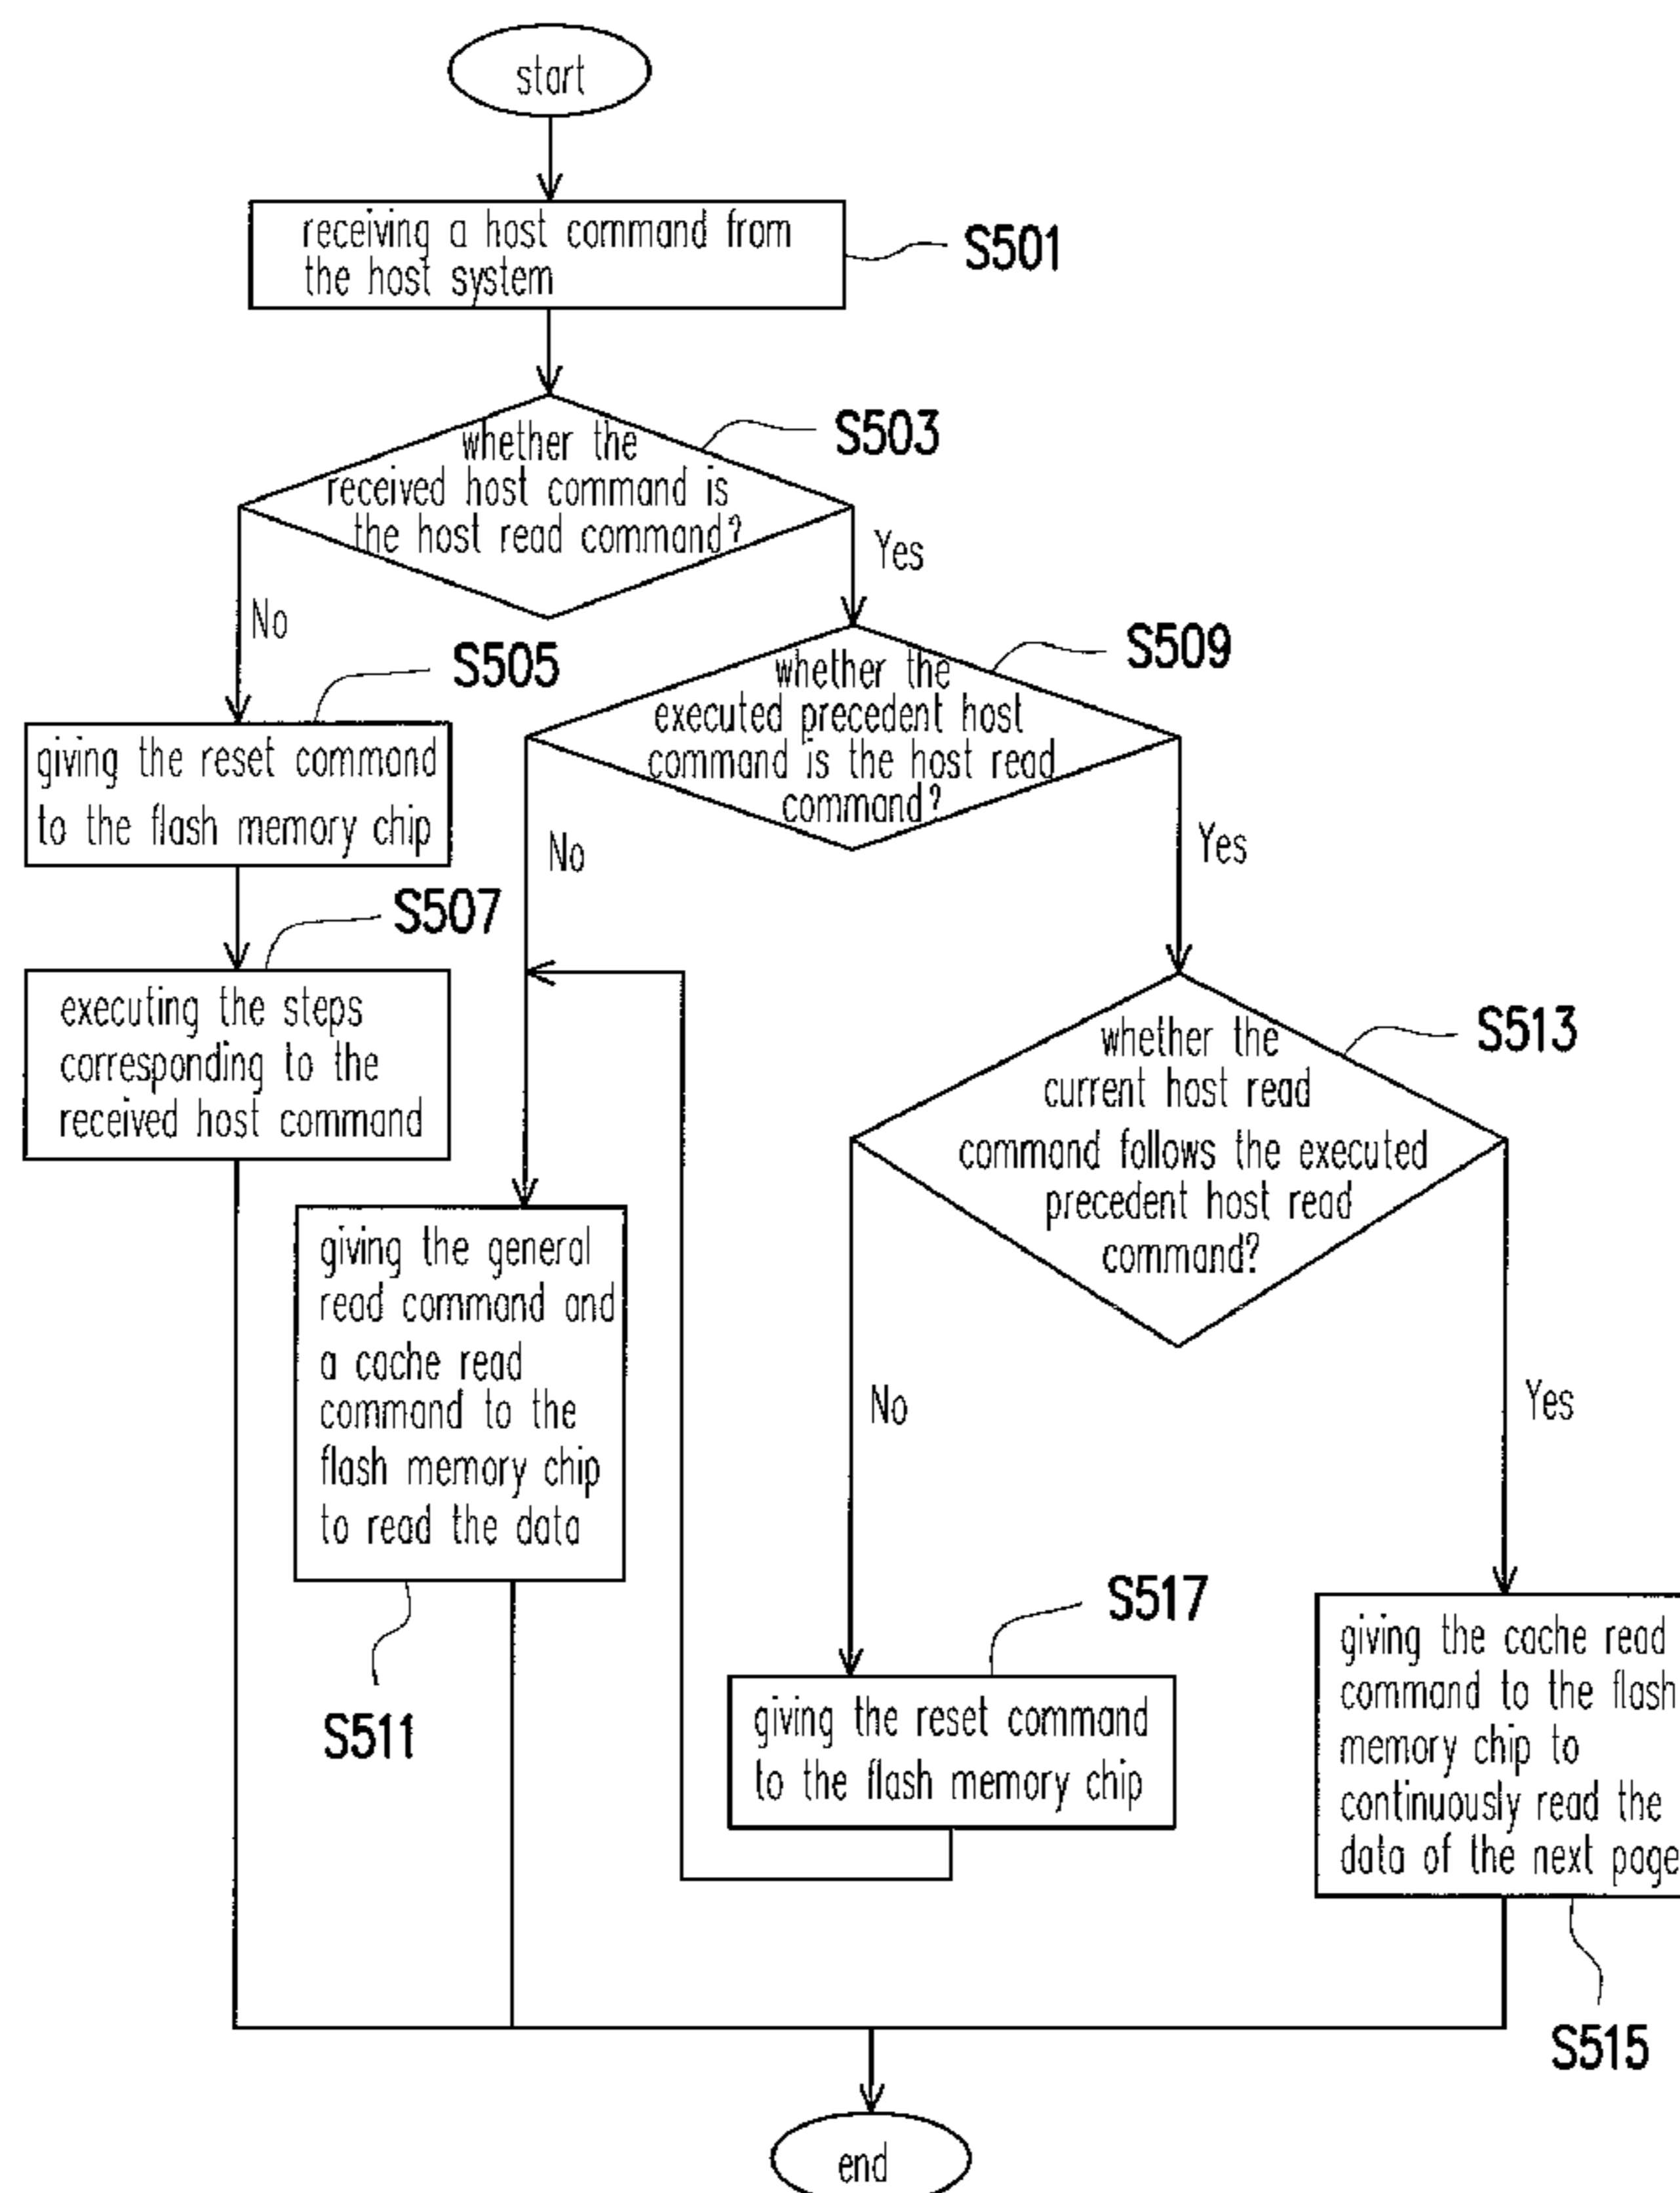 start
receiving a host command from
the host system
S501
whether the
received host command is
the host read command?
S503
Yes
No
S505
giving the reset command
to the flash memory chip
whether the
executed precedent host
command is the host read
command?
S509
No
Yes
S507
executing the steps
corresponding to the
received host command
whether the
current host read
command follows the executed
precedent host read
command?
S513
giving the general
read command and
a cache read
command to the
flash memory chip
to read the data
S511
No
Yes
S517
giving the reset command
to the flash memory chip
giving the cache read
command to the flash
memory chip to
continuously read the
data of the next page
S515
end